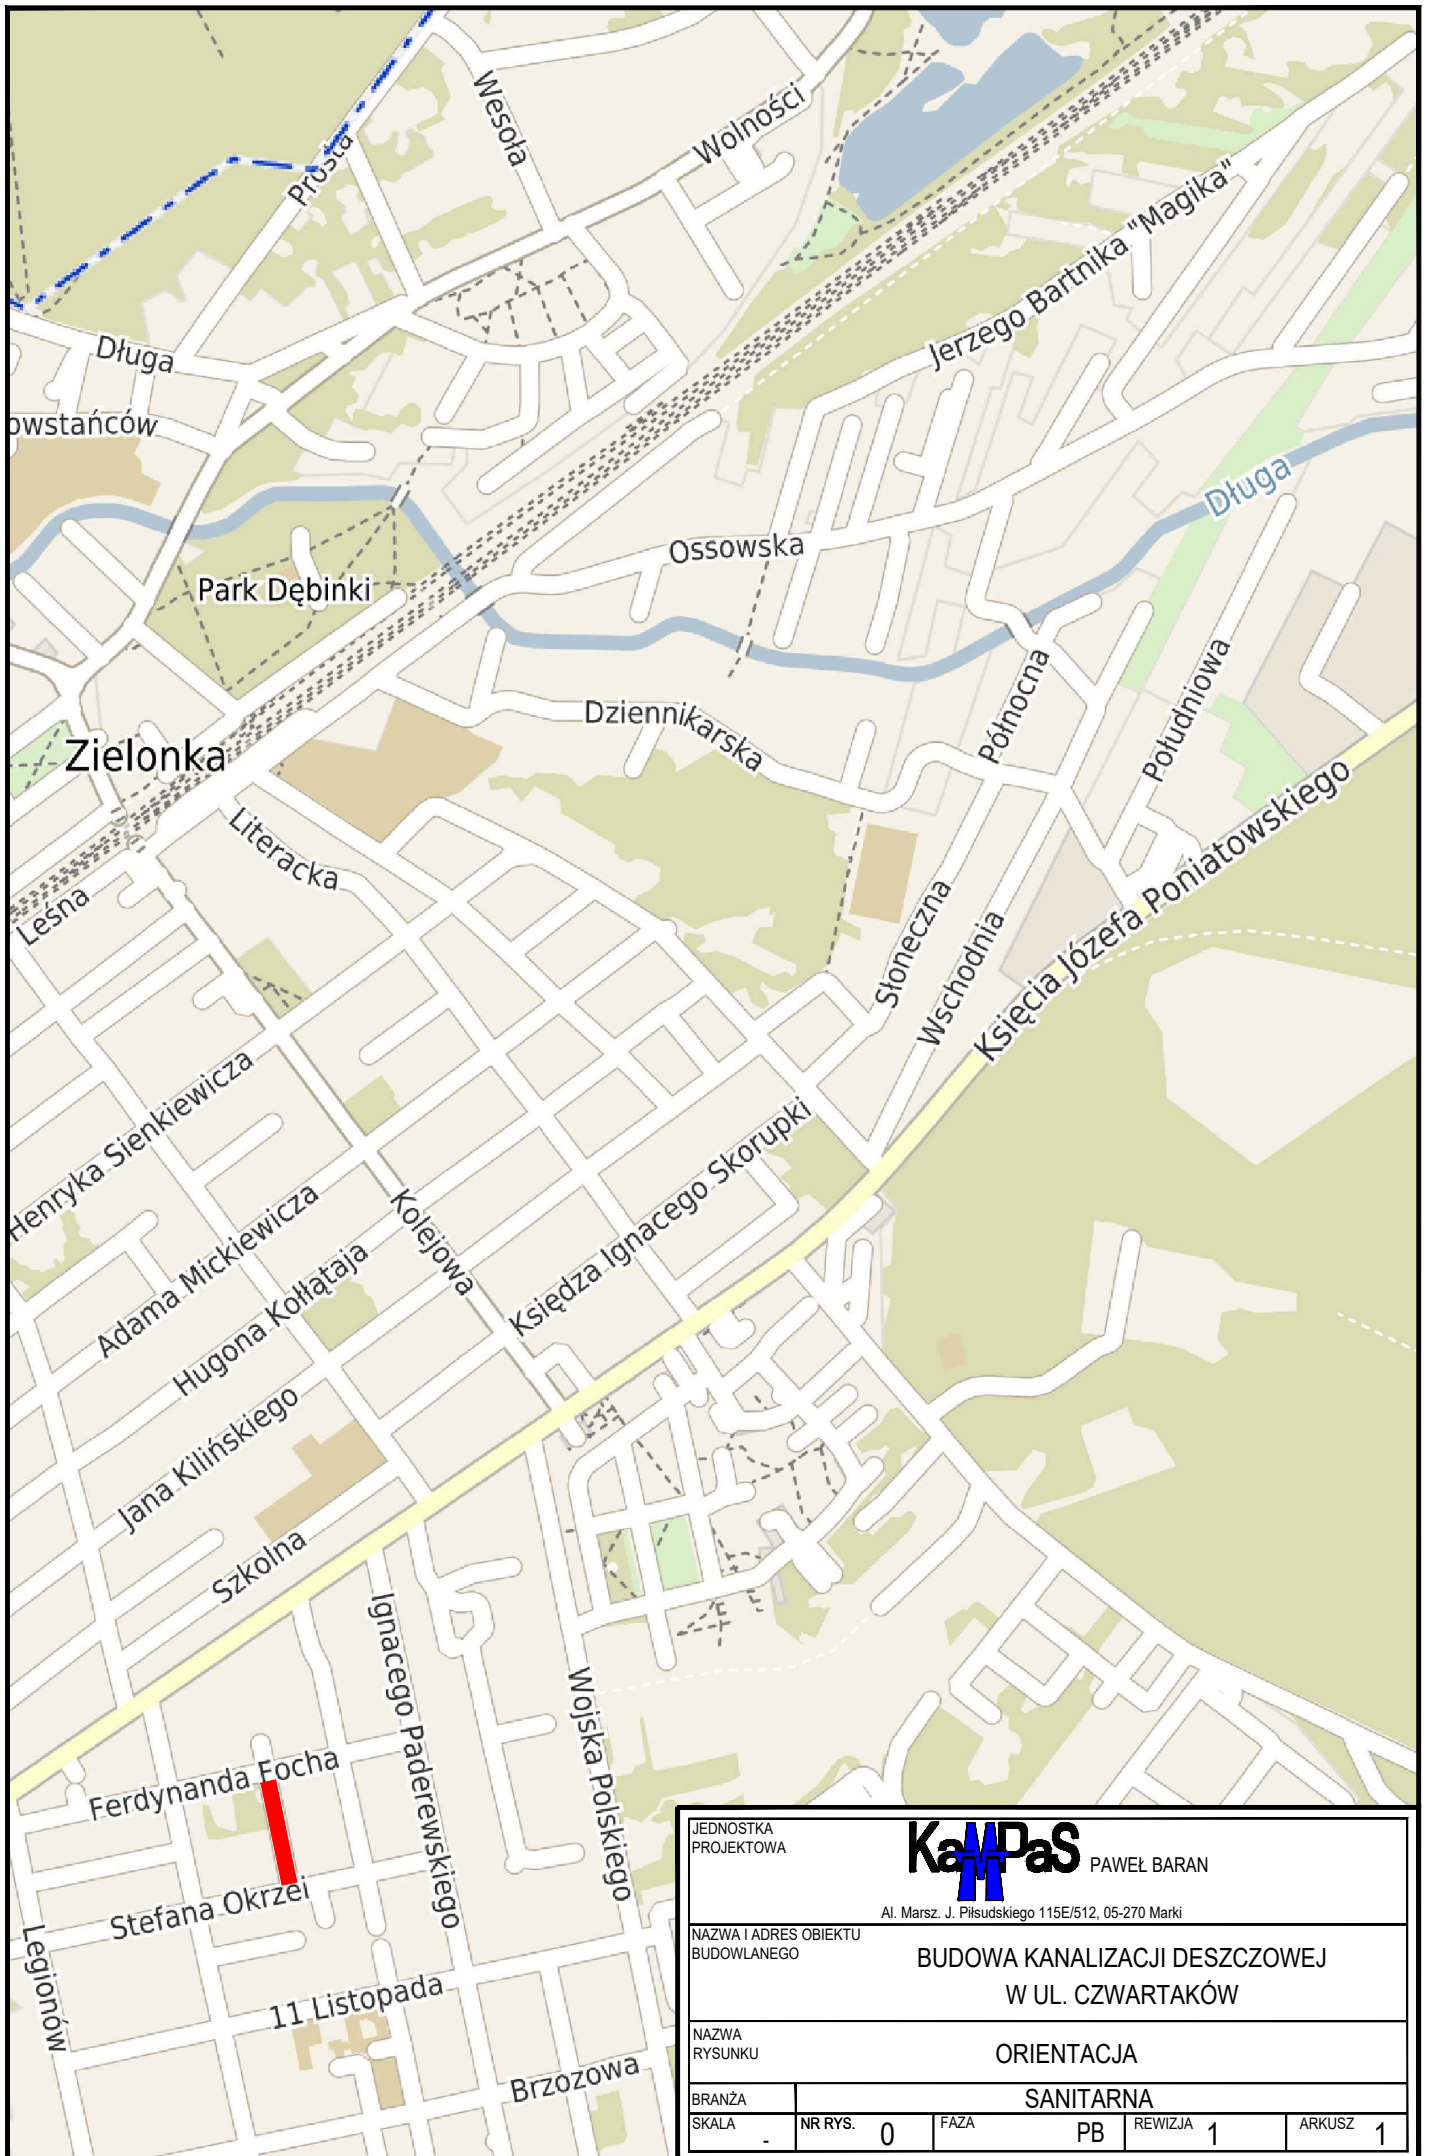 Wesoła
Wolności
Prosta
Jerzego Bartnika "Magika"
Długa
owstańców
Długa
Ossowska
Park Dębinki
Północna
Południowa
Dziennikarska
Zielonka
Literacka
Księcia Józefa Poniatowskiego
Leśna
Słoneczna
Wschodnia
Henryka Sienkiewicza
Księdza Ignacego Skorupki
Adama Mickiewicza
Kolejowa
Hugona Kołłątaja
Jana Kilińskiego
Szkolna
Ignacego Paderewskiego
Wojska Polskiego
Ferdynanda Focha
Stefana Okrzei
Legionów
11 Listopada
Brzozowa
JEDNOSTKA
PROJEKTOWA
KaMPaS PAWEŁ BARAN
Al. Marsz. J. Piłsudskiego 115E/512, 05-270 Marki
NAZWA I ADRES OBIEKTU
BUDOWLANEGO
BUDOWA KANALIZACJI DESZCZOWEJ
W UL. CZWARTAKÓW
NAZWA
RYSUNKU
ORIENTACJA
BRANŻA SANITARNA
SKALA - NR RYS. 0 FAZA PB REWIZJA 1 ARKUSZ 1